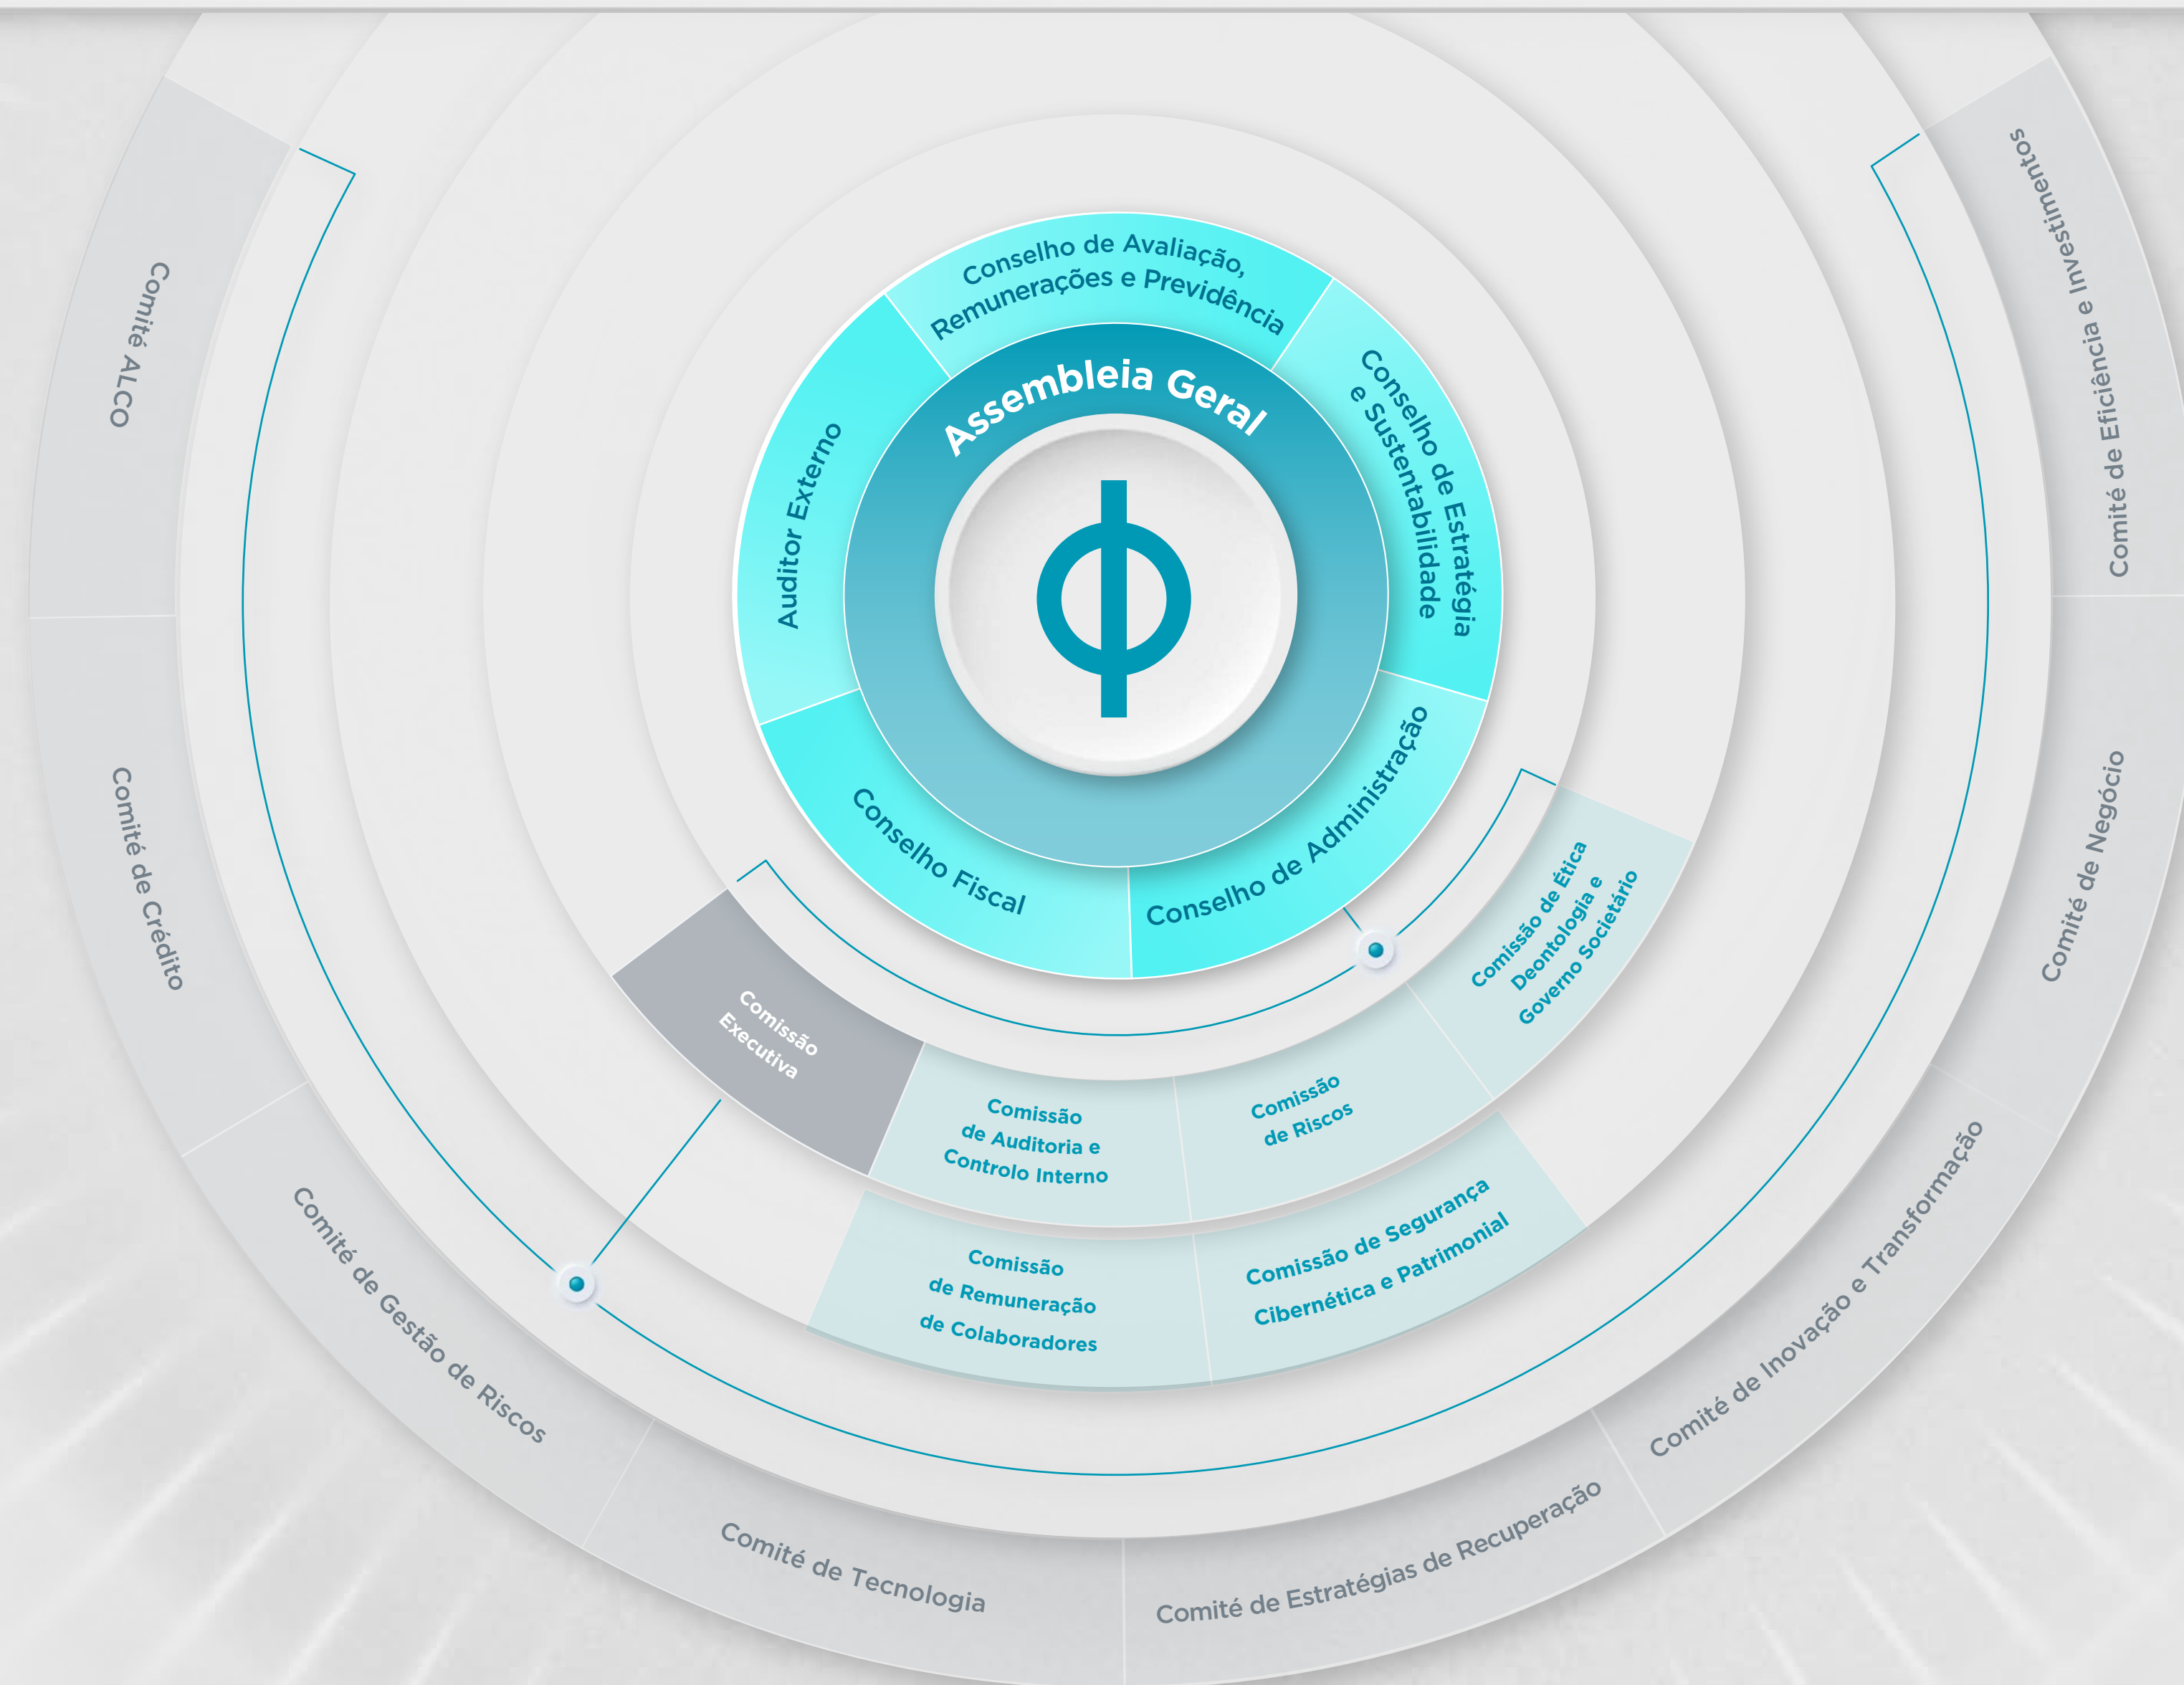 Assembleia Geral
Conselho de Avaliação,
Remunerações e Previdência
Conselho de Estratégia
e Sustentabilidade
Conselho de Administração
Conselho Fiscal
Auditor Externo
Comissão
Executiva
Comissão
de Auditoria e
Controlo Interno
Comissão
de Riscos
Comissão de Ética
Deontologia e
Governo Societário
Comissão
de Remuneração
de Colaboradores
Comissão de Segurança
Cibernética e Patrimonial
Comité ALCO
Comité de Crédito
Comité de Gestão de Riscos
Comité de Tecnologia
Comité de Estratégias de Recuperação
Comité de Inovação e Transformação
Comité de Negócio
Comité de Eficiência e Investimentos